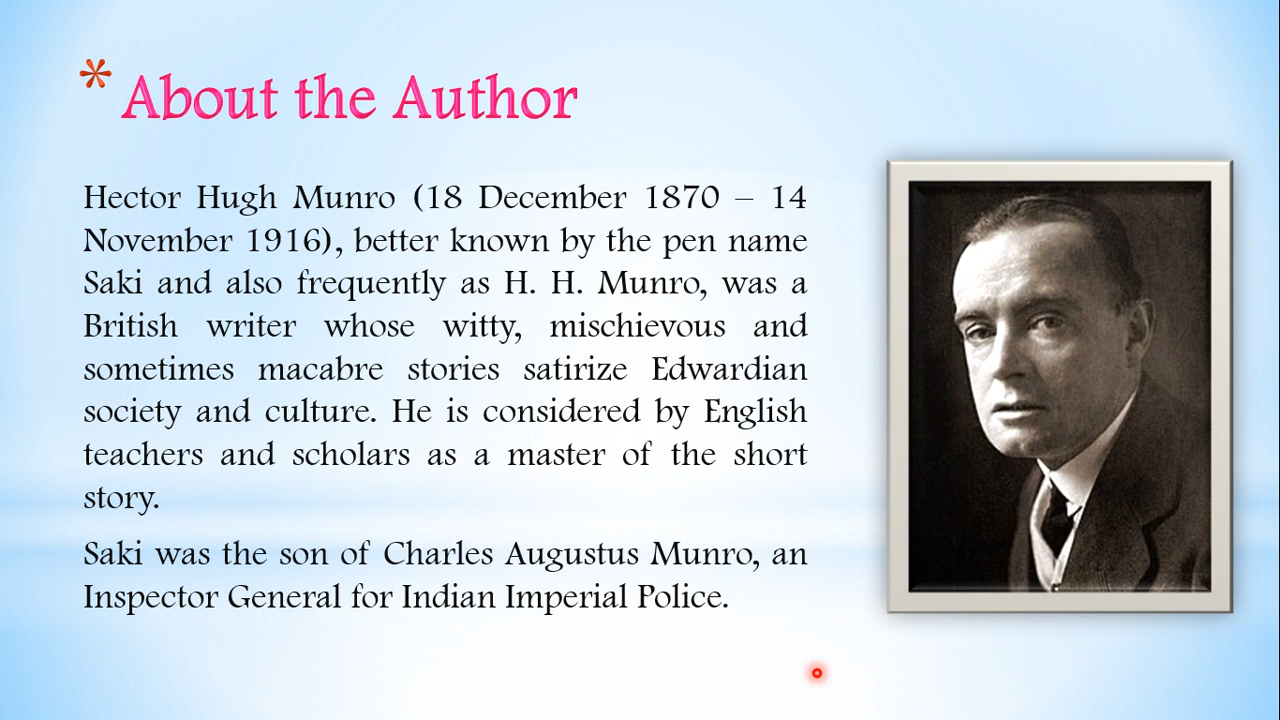 * About the Author
Hector Hugh Munro (18 December 1870 – 14
November 1916), better known by the pen name
Saki and also frequently as H. H. Munro, was a
British writer whose witty, mischievous and
sometimes macabre stories satirize Edwardian
society and culture. He is considered by English
teachers and scholars as a master of the short
story.
Saki was the son of Charles Augustus Munro, an
Inspector General for Indian Imperial Police.